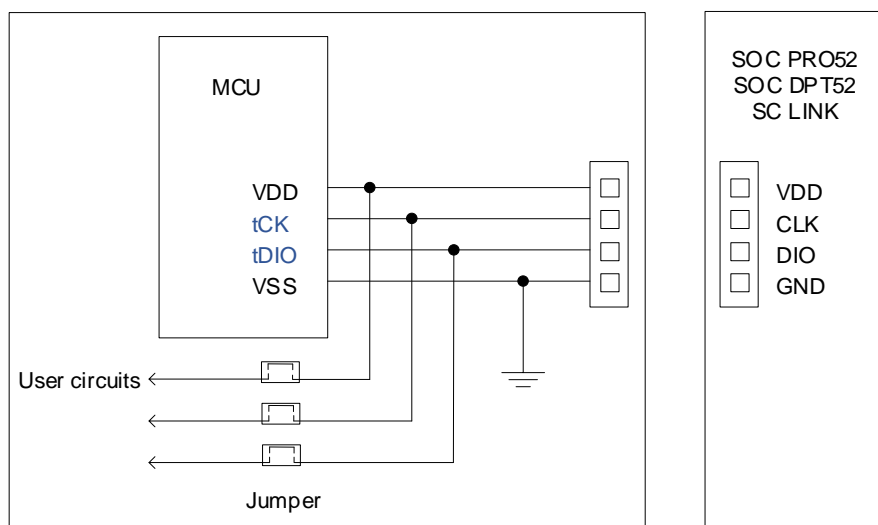 MCU
VDD
tCK
tDIO
VSS
User circuits
Jumper
SOC PRO52
SOC DPT52
SC LINK
VDD
CLK
DIO
GND